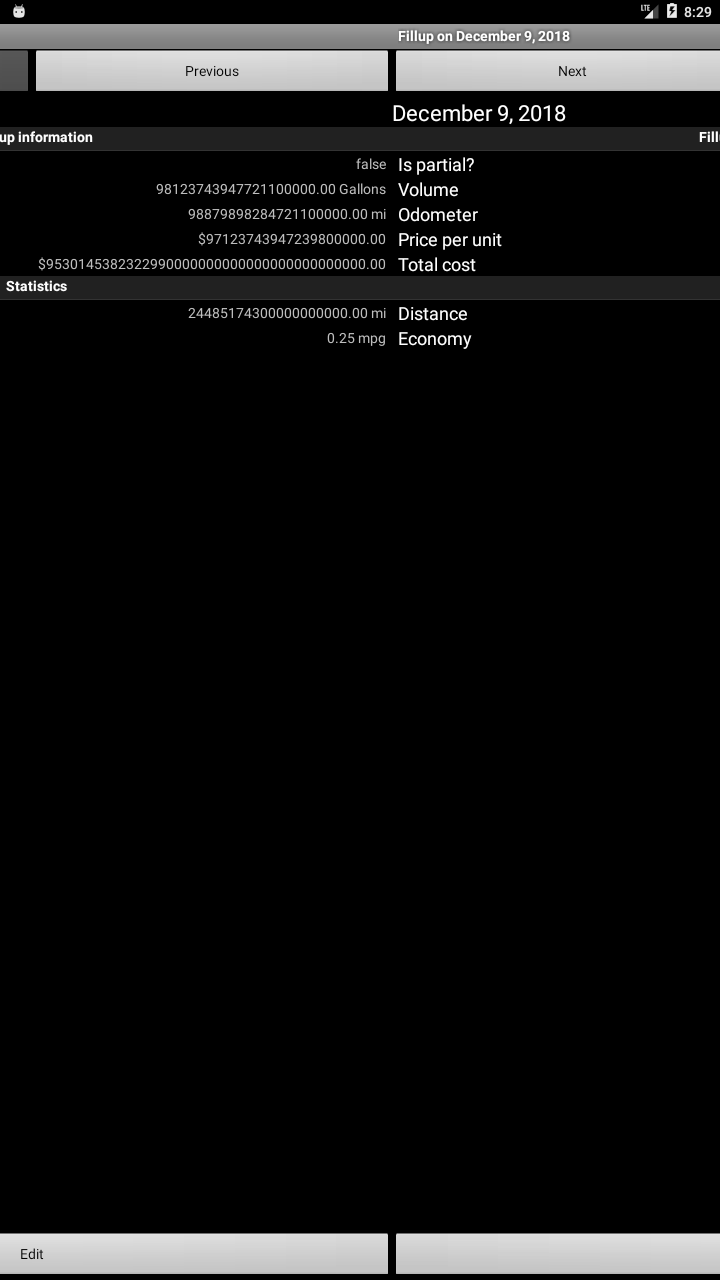 LTE 8:29
Fillup on December 9, 2018
Previous Next
December 9, 2018
up information Fill
false Is partial?
98123743947721100000.00 Gallons Volume
98879898284721100000.00 mi Odometer
$97123743947239800000.00 Price per unit
$9530145382322990000000000000000000000000.00 Total cost
Statistics
24485174300000000000.00 mi Distance
0.25 mpg Economy
Edit